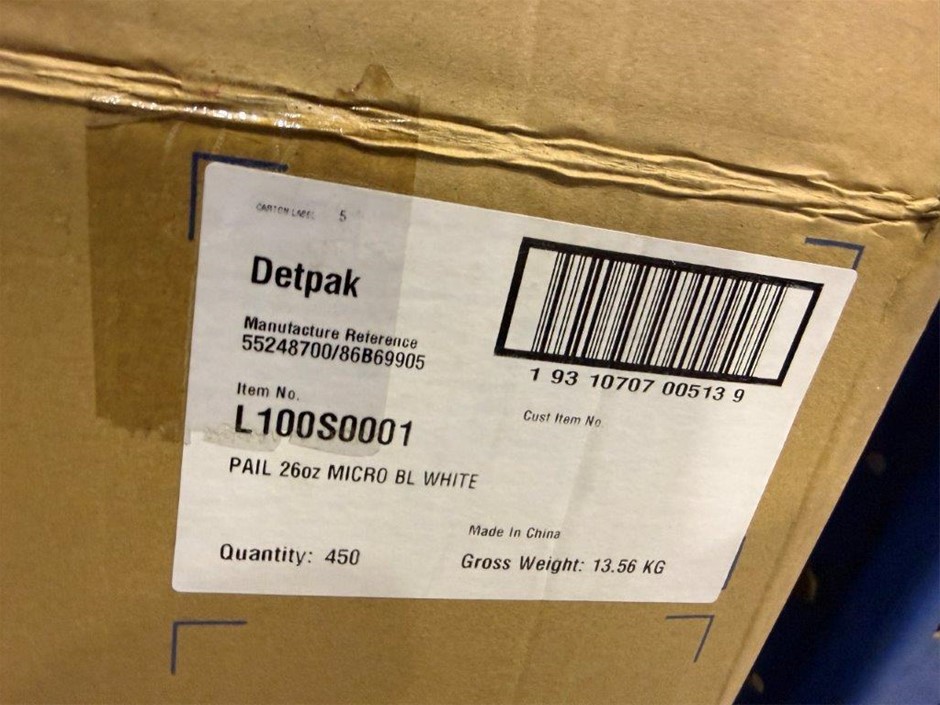 CARTON LABEL 5
Detpak
Manufacture Reference
55248700/86B69905
Item No.
L100S0001
PAIL 26oz MICRO BL WHITE
Quantity: 450
1 93 10707 00513 9
Cust Item No.
Made In China
Gross Weight: 13.56 KG